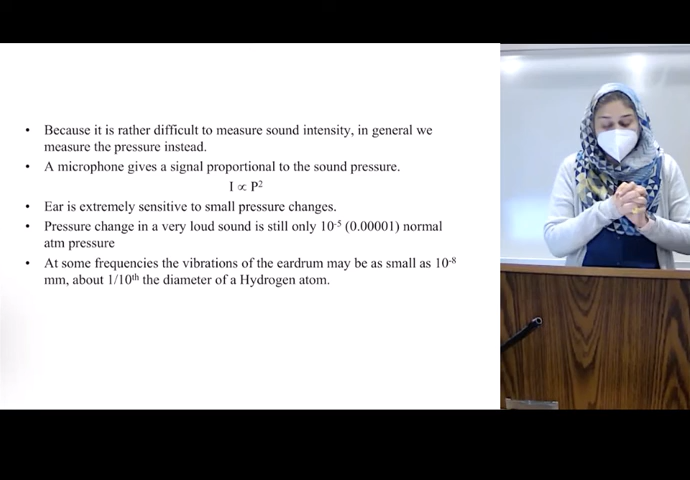 • Because it is rather difficult to measure sound intensity, in general we
measure the pressure instead.
• A microphone gives a signal proportional to the sound pressure.
I ∝ P²
• Ear is extremely sensitive to small pressure changes.
• Pressure change in a very loud sound is still only 10⁻⁵ (0.00001) normal
atm pressure
• At some frequencies the vibrations of the eardrum may be as small as 10⁻⁸
mm, about 1/10ᵗʰ the diameter of a Hydrogen atom.